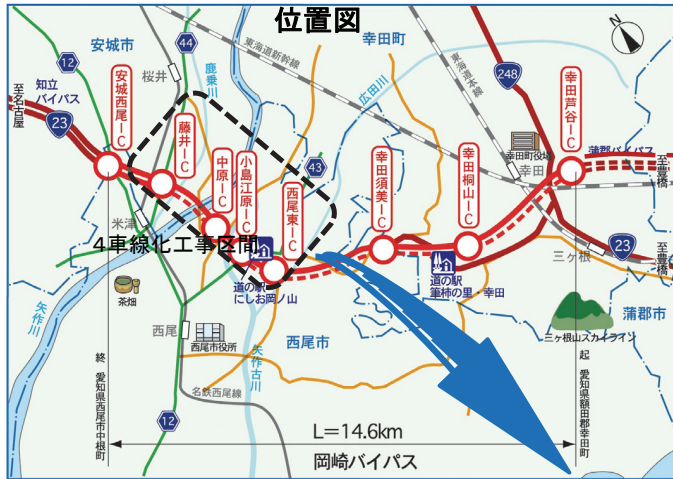 位置図
安城市
幸田町
12
44
桜井
鹿乗川
東海道新幹線
広田川
東海道本線
248
N
知立
バイパス
至名古屋
23
安城西尾IC
藤井IC
中原IC
小島江原IC
西尾東IC
43
幸田須美IC
幸田桐山IC
幸田芦谷IC
幸田町役場
幸田
蒲郡バイパス
至豊橋
米津
4車線化工事区間
道の駅
にしお岡ノ山
道の駅
筆柿の里・幸田
三ヶ根
23
至豊橋
茶畑
矢作川
西尾
西尾市役所
矢作古川
西尾市
蒲郡市
三ヶ根山スカイライン
名鉄西尾線
12
終 愛知県西尾市中根町
起 愛知県額田郡幸田町
L=14.6km
岡崎バイパス